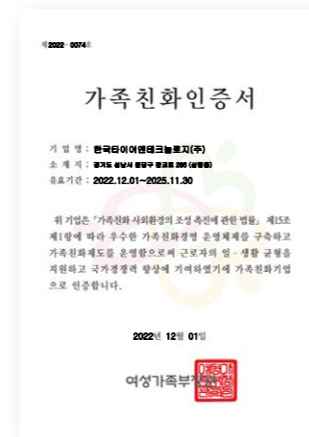 제 2022- 0074호
가족친화인증서
기 업 명 : 한국타이어앤테크놀로지(주)
소 재 지 : 경기도 성남시 분당구 판교로 286 (삼평동)
유효기간 : 2022.12.01~2025.11.30
위 기업은「가족친화 사회환경의 조성 촉진에 관한 법률」 제15조
제1항에 따라 우수한 가족친화경영 운영체제를 구축하고
가족친화제도를 운영함으로써 근로자의 일 · 생활 균형을
지원하고 국가경쟁력 향상에 기여하였기에 가족친화기업
으로 인증합니다.
2022년 12월 01일
여성가족부장관